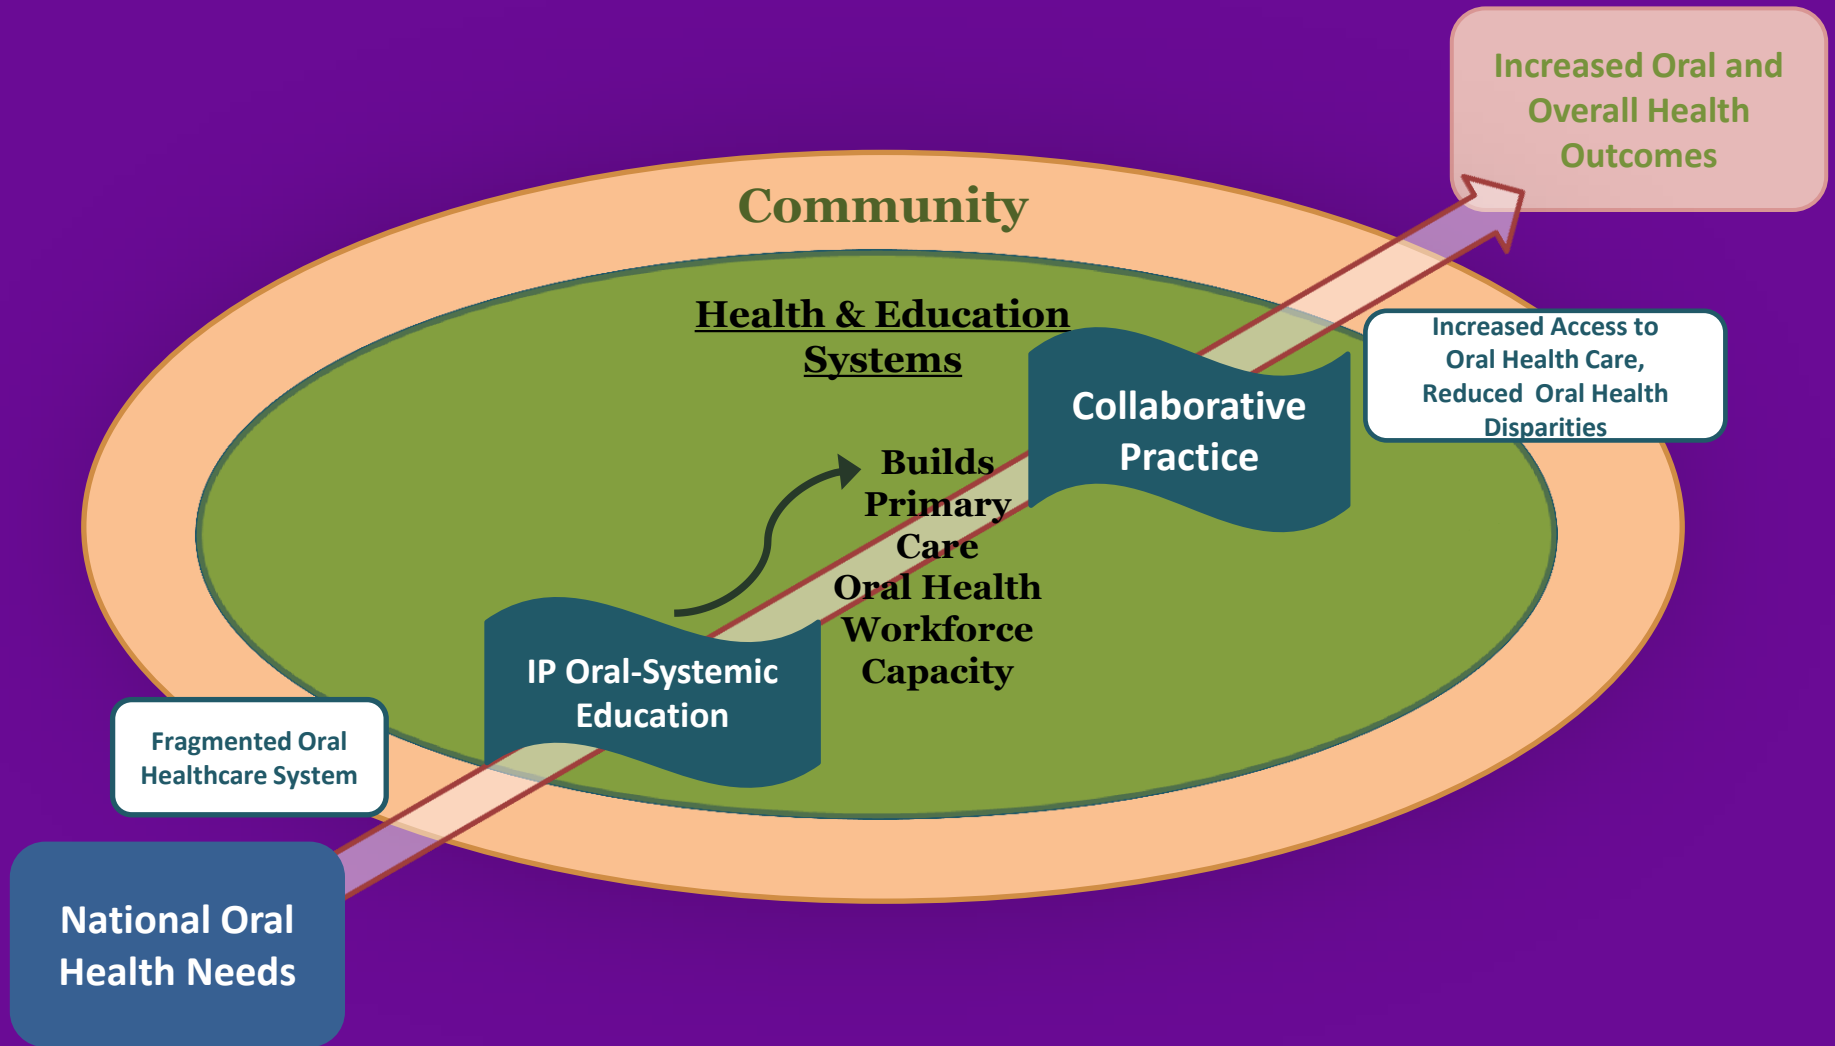 Increased Oral and
Overall Health
Outcomes
Community
Health & Education
Systems
Increased Access to
Oral Health Care,
Reduced Oral Health
Disparities
Collaborative
Practice
Builds
Primary
Care
Oral Health
Workforce
Capacity
IP Oral-Systemic
Education
Fragmented Oral
Healthcare System
National Oral
Health Needs